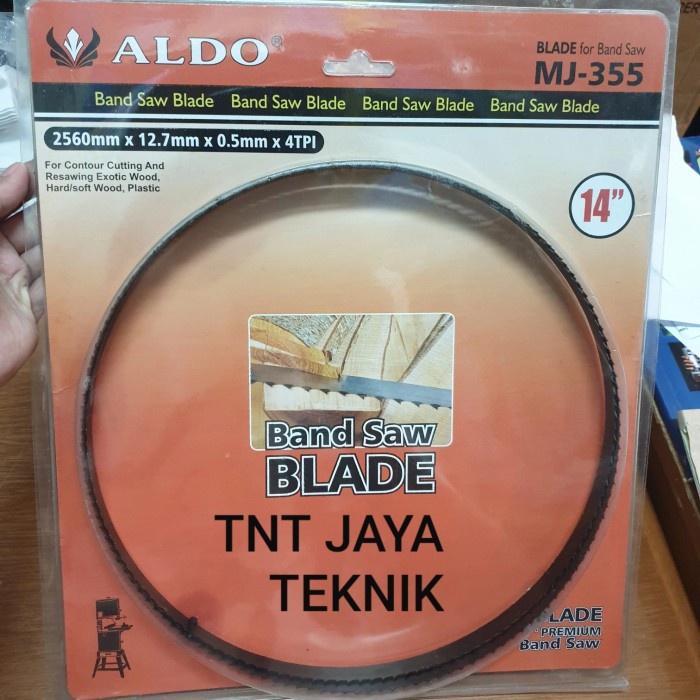 ALDO®
BLADE for Band Saw
MJ-355
Band Saw Blade Band Saw Blade Band Saw Blade Band Saw Blade
2560mm x 12.7mm x 0.5mm x 4TPI
For Contour Cutting And
Resawing Exotic Wood,
Hard/soft Wood, Plastic
14”
Band Saw
BLADE
TNT JAYA
TEKNIK
LADE
PREMIUM
Band Saw